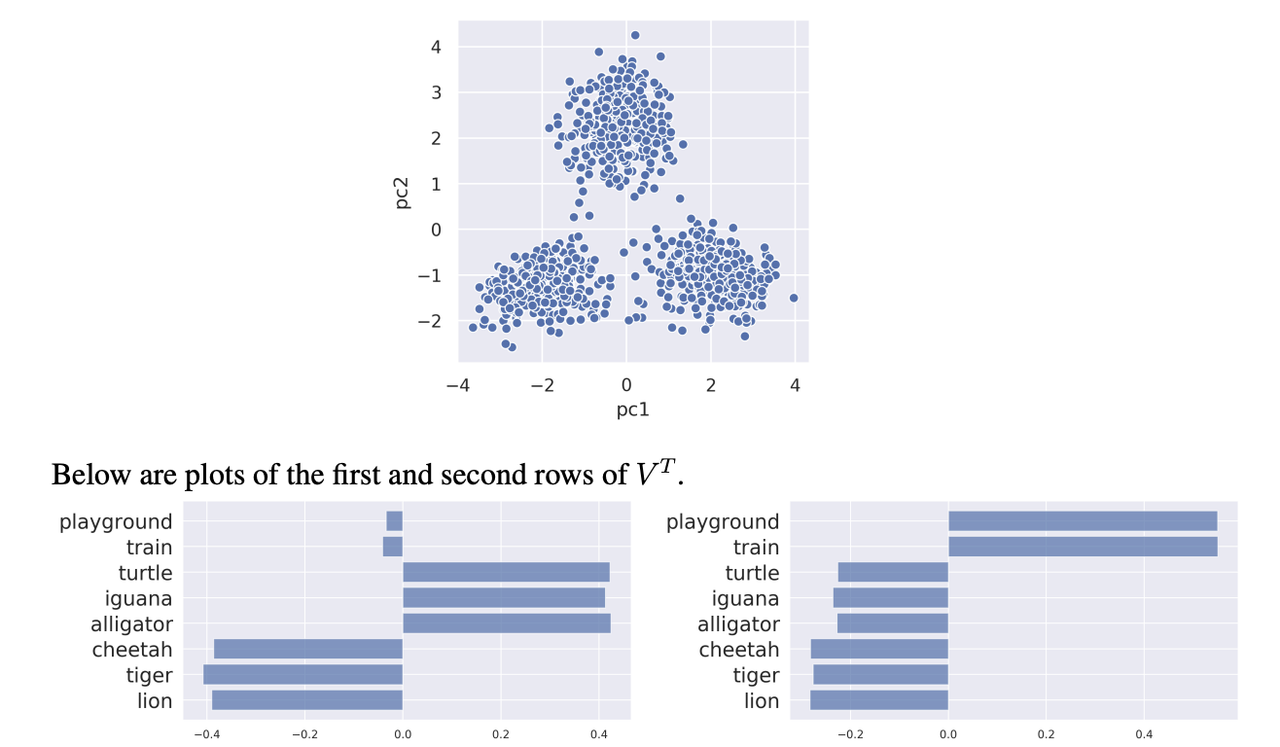 4
3
2
1
0
−1
−2
pc2
−4 −2 0 2 4
pc1
Below are plots of the first and second rows of V^T.
playground
train
turtle
iguana
alligator
cheetah
tiger
lion
−0.4 −0.2 0.0 0.2 0.4
playground
train
turtle
iguana
alligator
cheetah
tiger
lion
−0.2 0.0 0.2 0.4